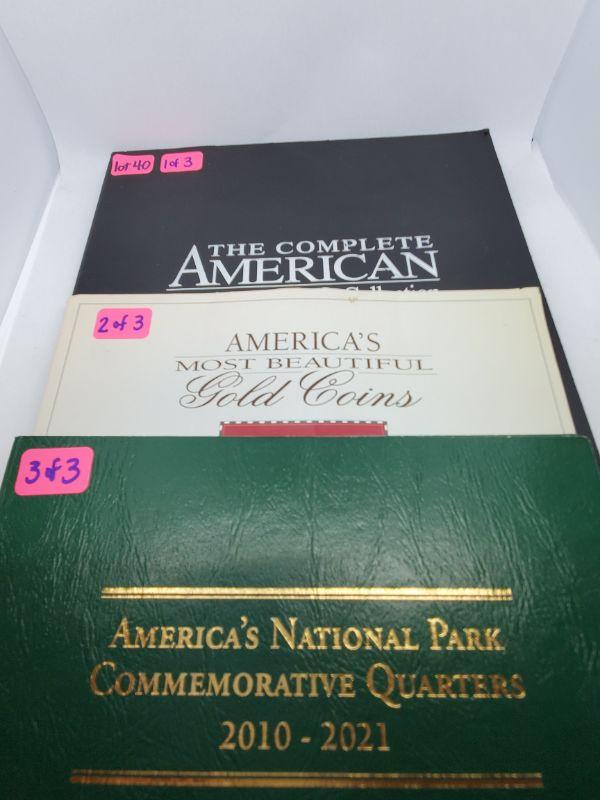 lot 40 1 of 3
THE COMPLETE
AMERICAN
Collection
2 of 3
AMERICA'S
MOST BEAUTIFUL
Gold Coins
3 of 3
AMERICA'S NATIONAL PARK
COMMEMORATIVE QUARTERS
2010 - 2021